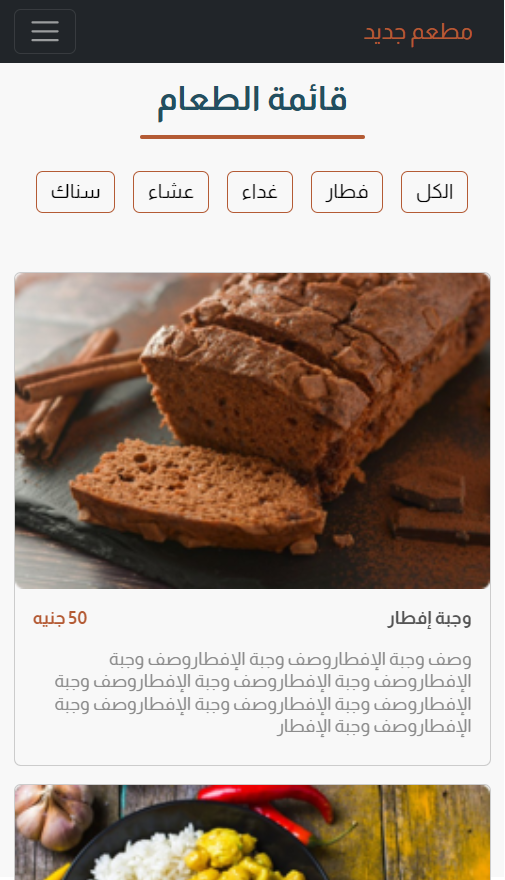 مطعم جديد
قائمة الطعام
الكل
فطار
غداء
عشاء
سناك
وجبة إفطار
50 جنيه
وصف وجبة الإفطاروصف وجبة الإفطاروصف وجبة
الإفطاروصف وجبة الإفطاروصف وجبة الإفطاروصف وجبة
الإفطاروصف وجبة الإفطاروصف وجبة الإفطاروصف وجبة
الإفطاروصف وجبة الإفطار